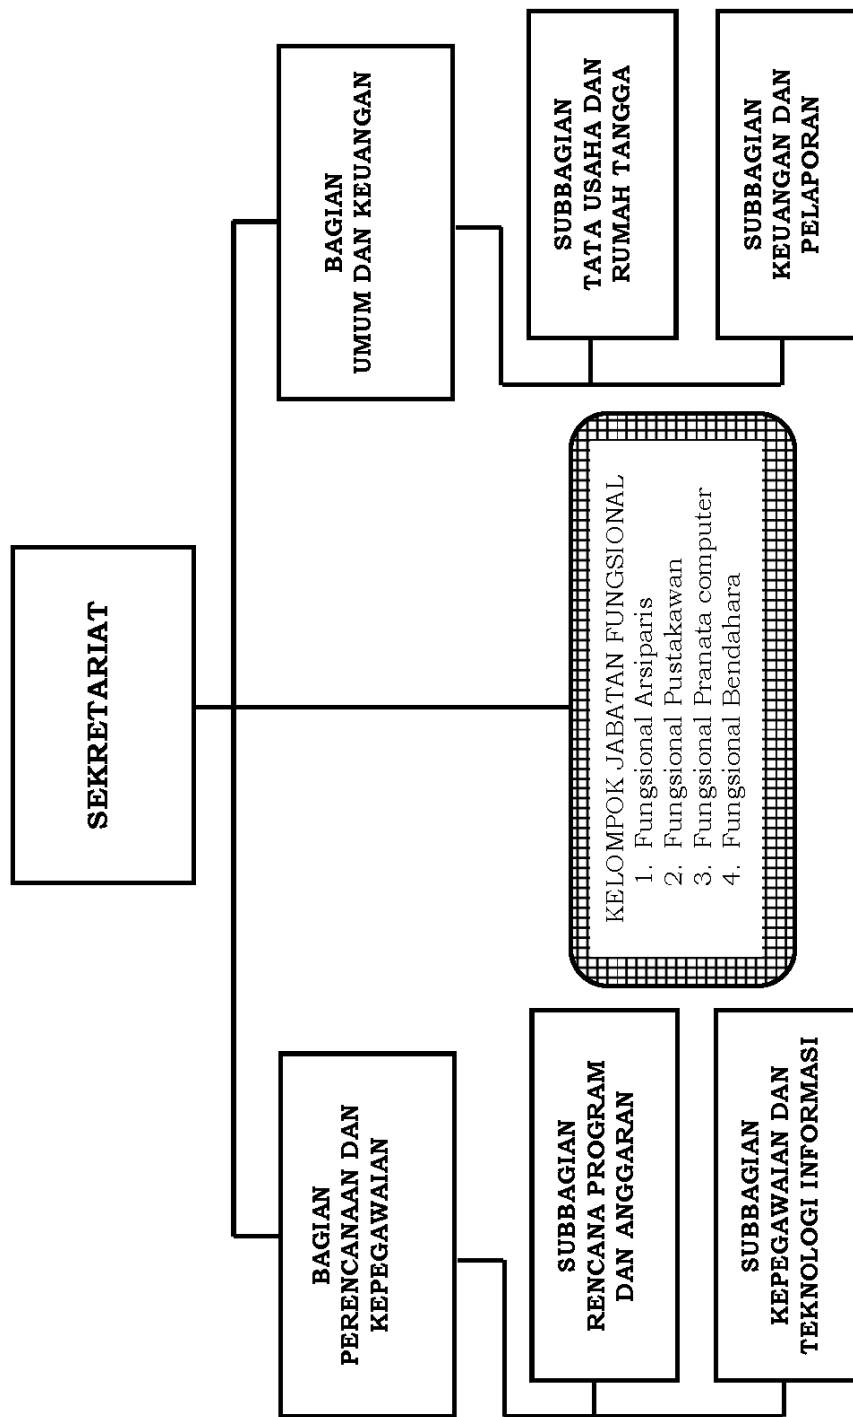 SEKRETARIAT
BAGIAN
PERENCANAAN DAN
KEPEGAWAIAN
BAGIAN
UMUM DAN KEUANGAN
SUBBAGIAN
RENCANA PROGRAM
DAN ANGGARAN
SUBBAGIAN
KEPEGAWAIAN DAN
TEKNOLOGI INFORMASI
KELOMPOK JABATAN FUNGSIONAL
1. Fungsional Arsiparis
2. Fungsional Pustakawan
3. Fungsional Pranata computer
4. Fungsional Bendahara
SUBBAGIAN
TATA USAHA DAN
RUMAH TANGGA
SUBBAGIAN
KEUANGAN DAN
PELAPORAN